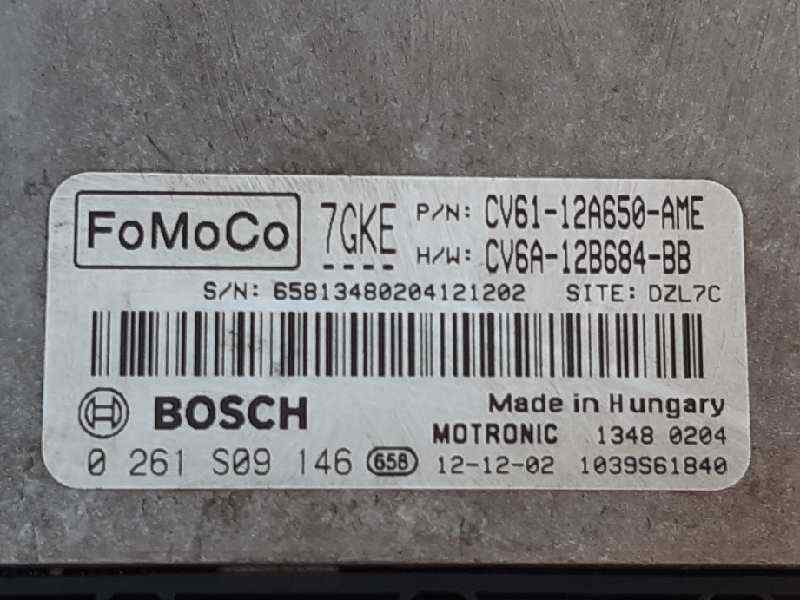 FoMoCo 7GKE P/N: CV61-12A650-AME
H/W: CV6A-12B684-BB
S/N: 65813480204121202 SITE: DZL7C
BOSCH Made in Hungary
MOTRONIC 1348 0204
0 261 S09 146 658 12-12-02 1039S61840